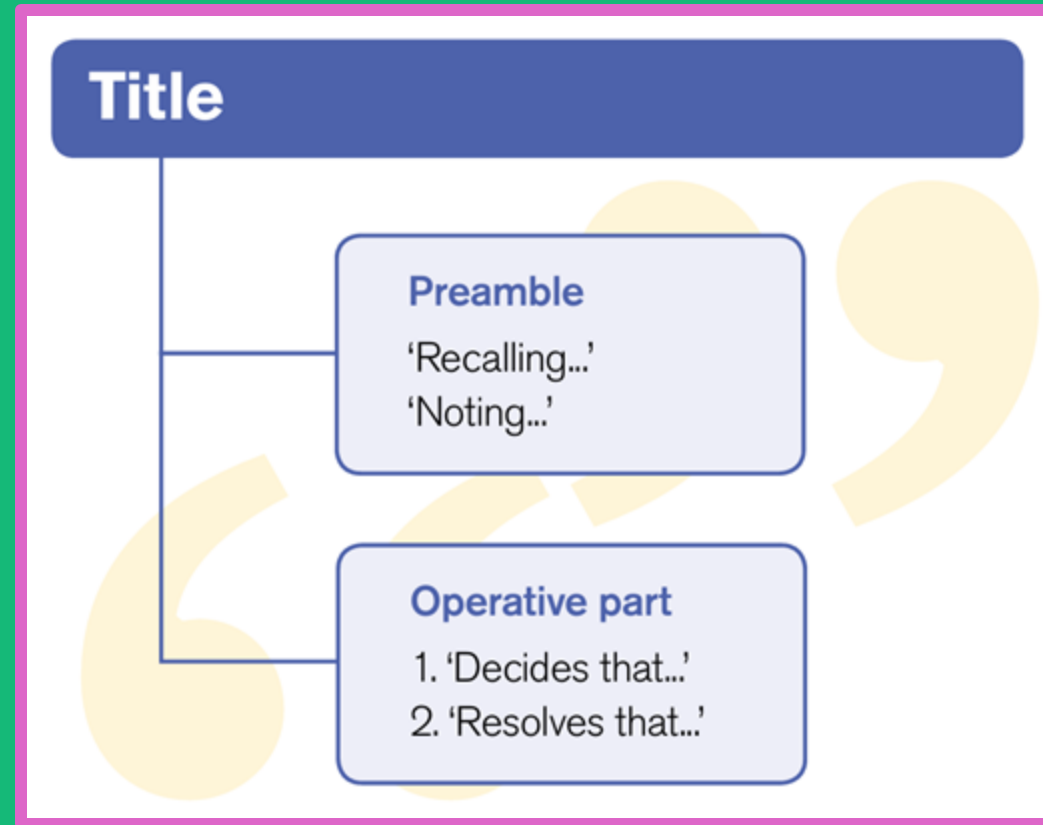 Title
Preamble
‘Recalling...’
‘Noting...’
Operative part
1. ‘Decides that...’
2. ‘Resolves that...’